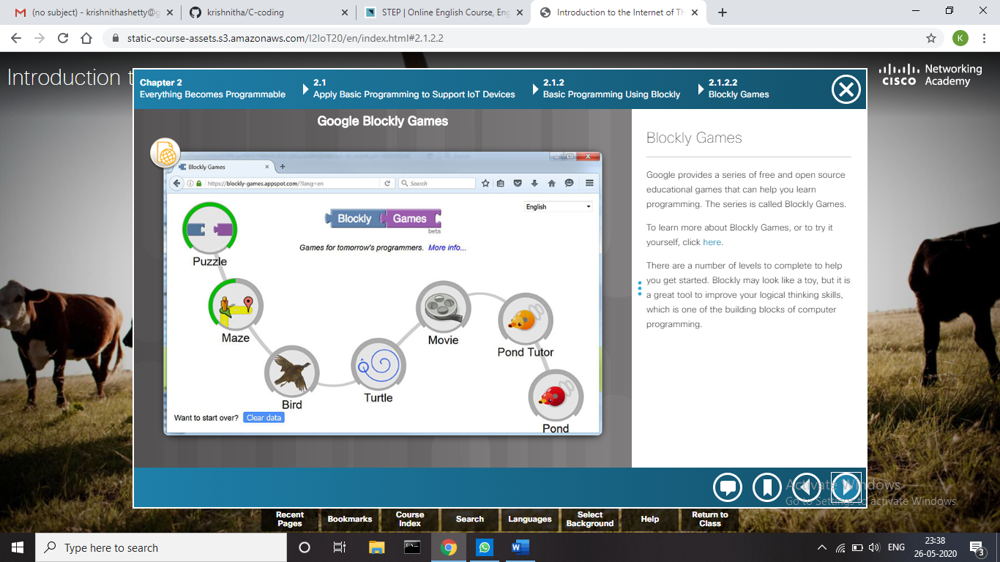 (no subject) - krishnithashetty@g
krishnitha/C-coding
STEP | Online English Course, Eng
Introduction to the Internet of Th
static-course-assets.s3.amazonaws.com/I2IoT20/en/index.html#2.1.2.2
K
Introduction t
Networking
CISCO Academy
Chapter 2
Everything Becomes Programmable
2.1
Apply Basic Programming to Support IoT Devices
2.1.2
Basic Programming Using Blockly
2.1.2.2
Blockly Games
Google Blockly Games
Blockly Games
https://blockly-games.appspot.com/?lang=en
Search
English
Blockly Games
beta
Games for tomorrow's programmers. More info...
Puzzle
Maze
Bird
Turtle
Movie
Pond Tutor
Pond
Want to start over? Clear data
Blockly Games
Google provides a series of free and open source
educational games that can help you learn
programming. The series is called Blockly Games.
To learn more about Blockly Games, or to try it
yourself, click here.
There are a number of levels to complete to help
you get started. Blockly may look like a toy, but it is
a great tool to improve your logical thinking skills,
which is one of the building blocks of computer
programming.
Activate Windows
Go to Settings to activate Windows.
Recent
Pages
Bookmarks
Course
Index
Search
Languages
Select
Background
Help
Return to
Class
Type here to search
ENG
23:38
26-05-2020
3